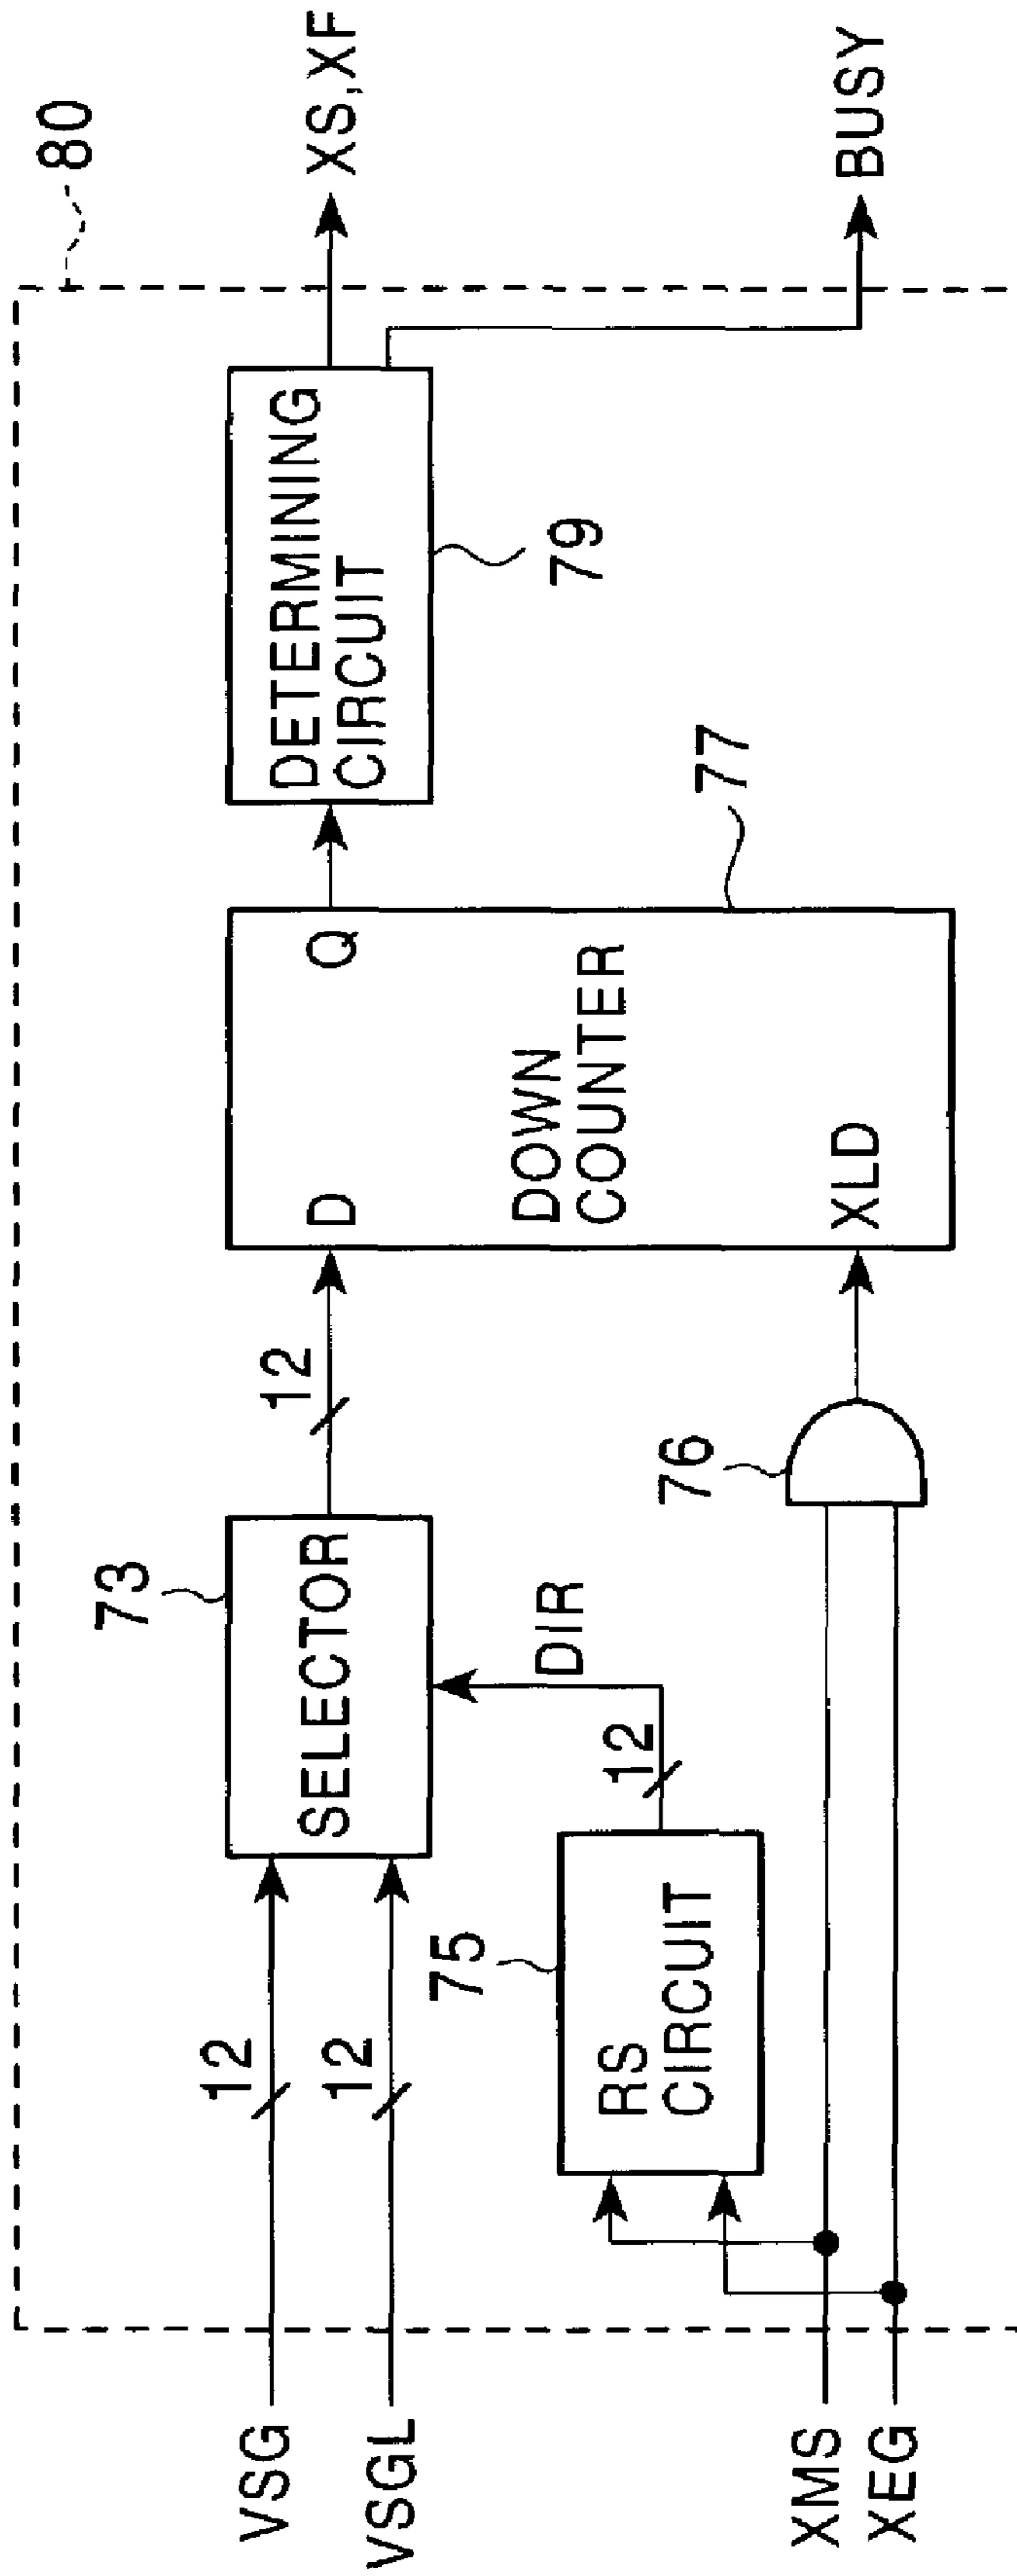 80
VSG
12
VSGL
12
73
SELECTOR
12
D
Q
DOWN
COUNTER
XLD
77
DETERMINING
CIRCUIT
79
XS,XF
BUSY
75
RS
CIRCUIT
12
DIR
76
XMS
XEG